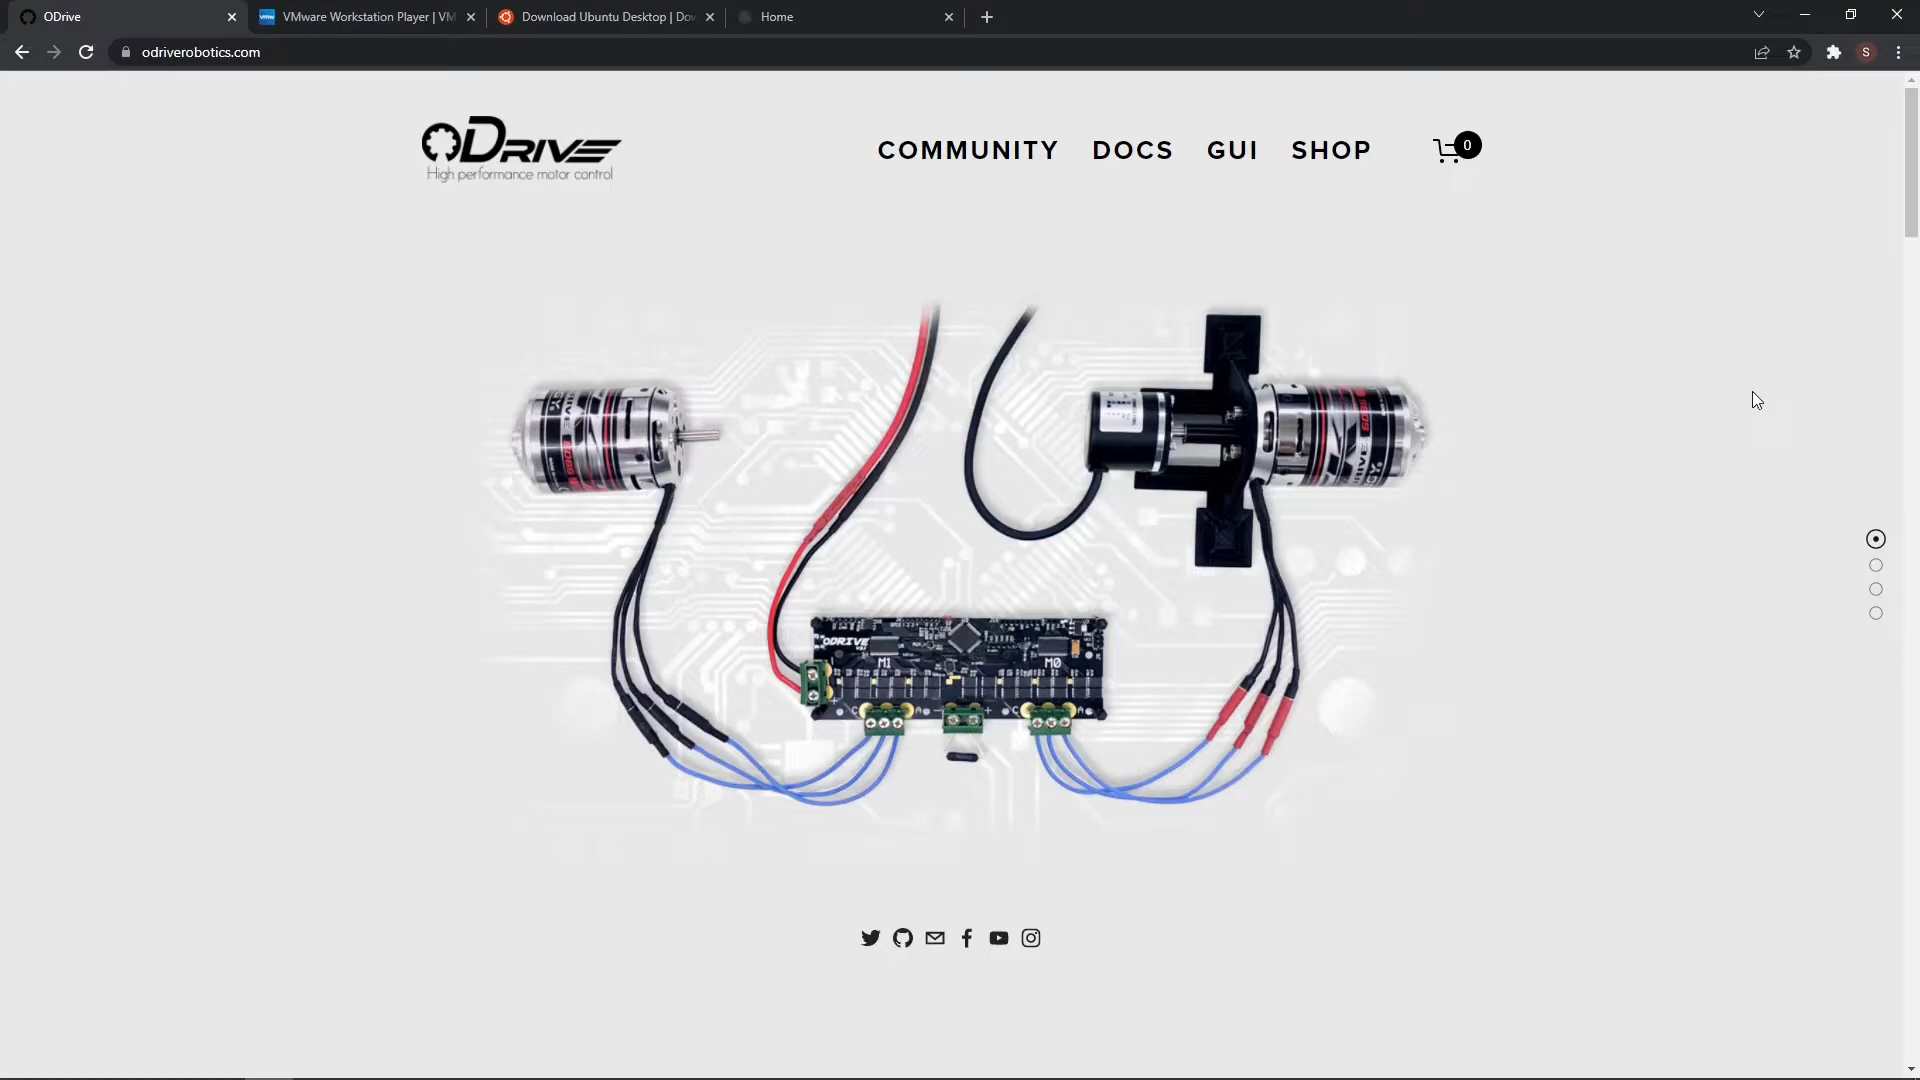 ODrive
VMware Workstation Player | VM
Download Ubuntu Desktop | Do
Home
odriverobotics.com
S
ODRIVE
High performance motor control
COMMUNITY
DOCS
GUI
SHOP
0
ODRIVE
M1
M0
C
A
-
+
C
A